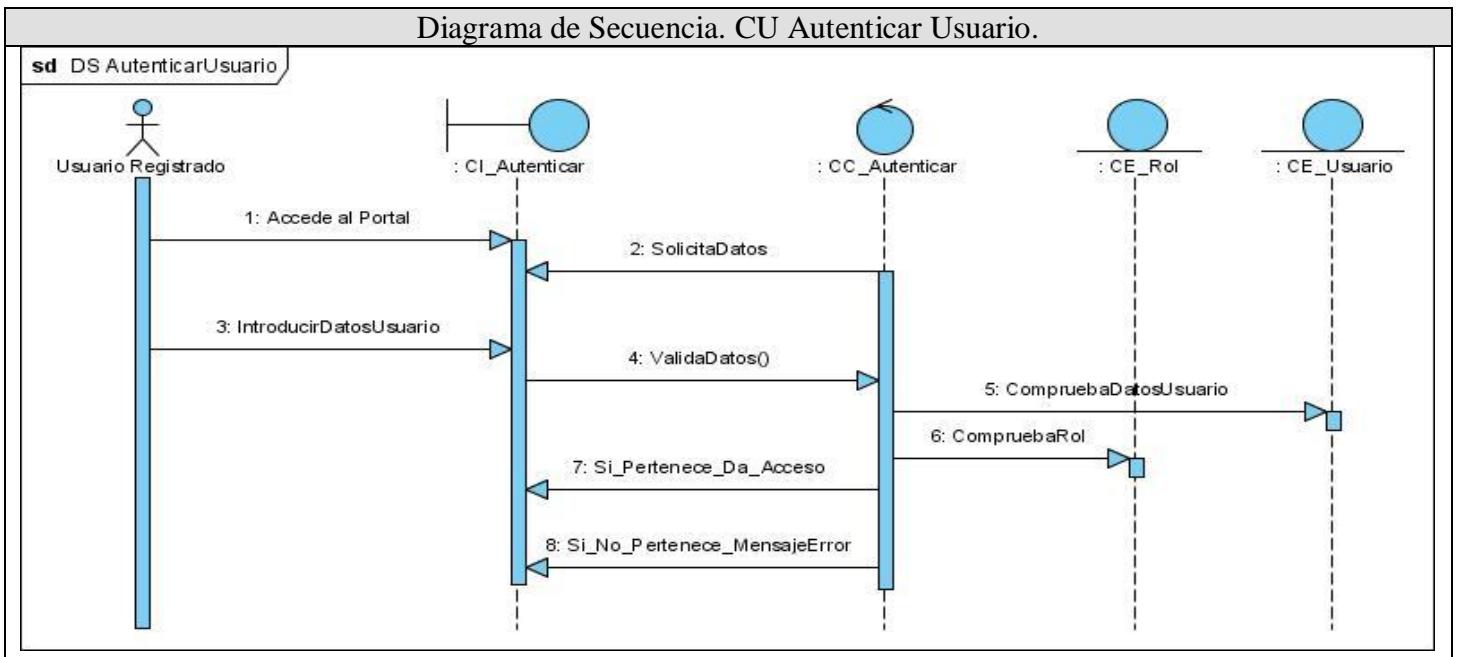 Diagrama de Secuencia. CU Autenticar Usuario.
sd DS AutenticarUsuario
Usuario Registrado
: CI_Autenticar
: CC_Autenticar
: CE_Rol
: CE_Usuario
1: Accede al Portal
2: SolicitaDatos
3: IntroducirDatosUsuario
4: ValidaDatos()
5: CompruebaDatosUsuario
6: CompruebaRol
7: Si_Pertenece_Da_Acceso
8: Si_No_Pertenece_MensajeError